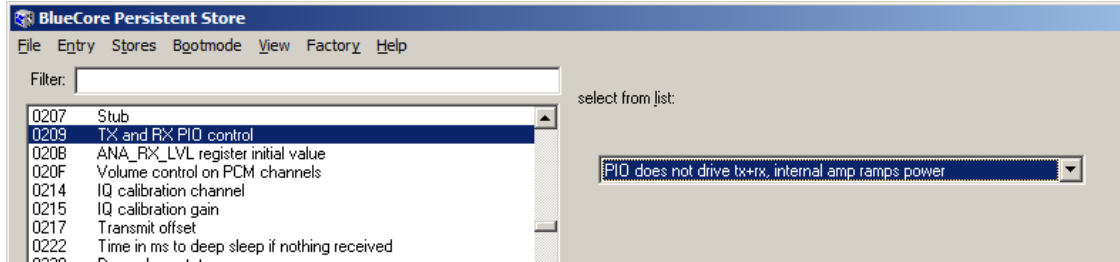 BlueCore Persistent Store
File Entry Stores Bootmode View Factory Help
Filter:
select from list:
0207 Stub
0209 TX and RX PIO control
020B ANA_RX_LVL register initial value
020F Volume control on PCM channels
0214 IQ calibration channel
0215 IQ calibration gain
0217 Transmit offset
0222 Time in ms to deep sleep if nothing received
PIO does not drive tx+rx, internal amp ramps power